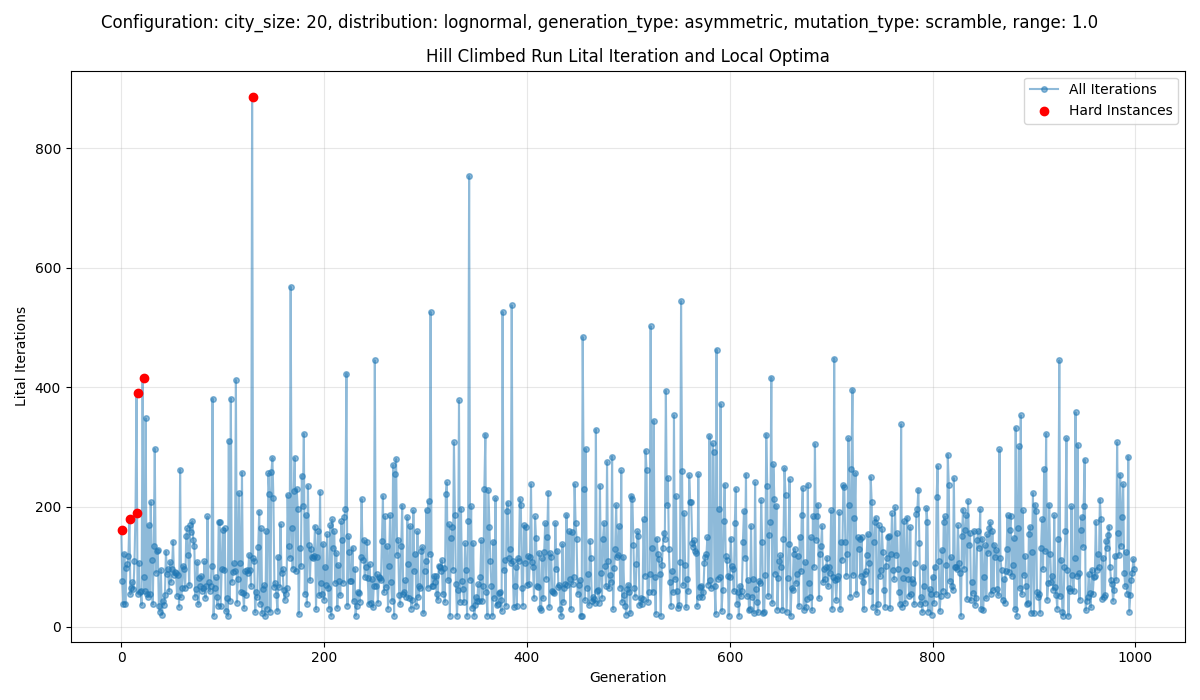 Configuration: city_size: 20, distribution: lognormal, generation_type: asymmetric, mutation_type: scramble, range: 1.0
Hill Climbed Run Lital Iteration and Local Optima
All Iterations
Hard Instances
Lital Iterations
800
600
400
200
0
0
200
400
600
800
1000
Generation